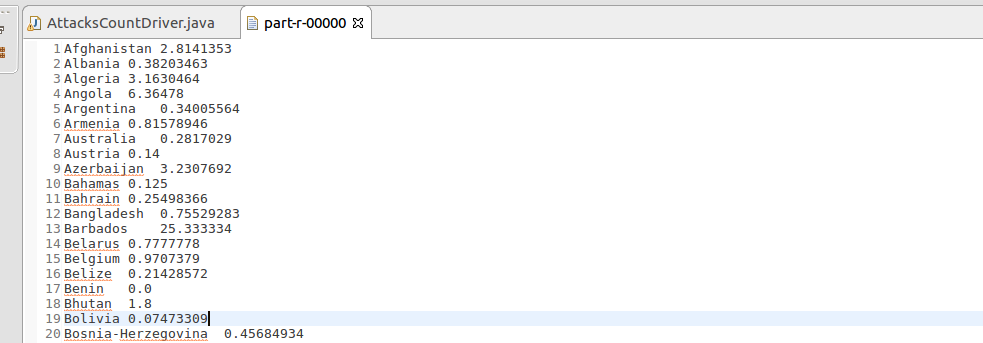 AttacksCountDriver.java part-r-00000
1 Afghanistan 2.8141353
2 Albania 0.38203463
3 Algeria 3.1630464
4 Angola 6.36478
5 Argentina 0.34005564
6 Armenia 0.81578946
7 Australia 0.2817029
8 Austria 0.14
9 Azerbaijan 3.2307692
10 Bahamas 0.125
11 Bahrain 0.25498366
12 Bangladesh 0.75529283
13 Barbados 25.333334
14 Belarus 0.7777778
15 Belgium 0.9707379
16 Belize 0.21428572
17 Benin 0.0
18 Bhutan 1.8
19 Bolivia 0.07473309
20 Bosnia-Herzegovina 0.45684934